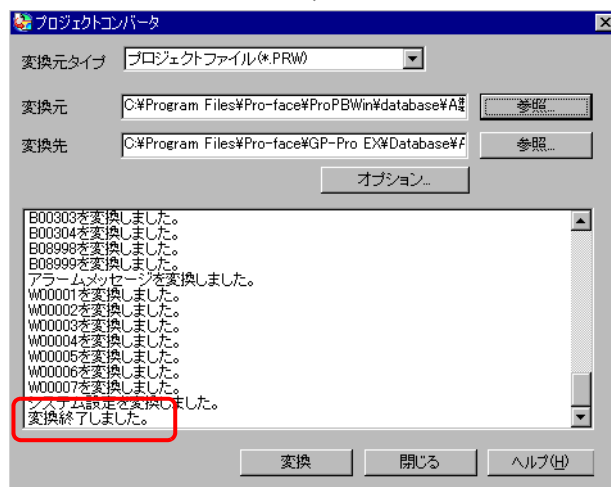 プロジェクトコンバータ
変換元タイプ プロジェクトファイル(*.PRW)
変換元 C:¥Program Files¥Pro-face¥ProPBWin¥database¥A 参照...
変換先 C:¥Program Files¥Pro-face¥GP-Pro EX¥Database¥ 参照...
オプション...
B00303を変換しました。
B00304を変換しました。
B08998を変換しました。
B08999を変換しました。
アラームメッセージを変換しました。
W00001を変換しました。
W00002を変換しました。
W00003を変換しました。
W00004を変換しました。
W00005を変換しました。
W00006を変換しました。
W00007を変換しました。
システム設定を変換しました。
変換終了しました。
変換 閉じる ヘルプ(H)